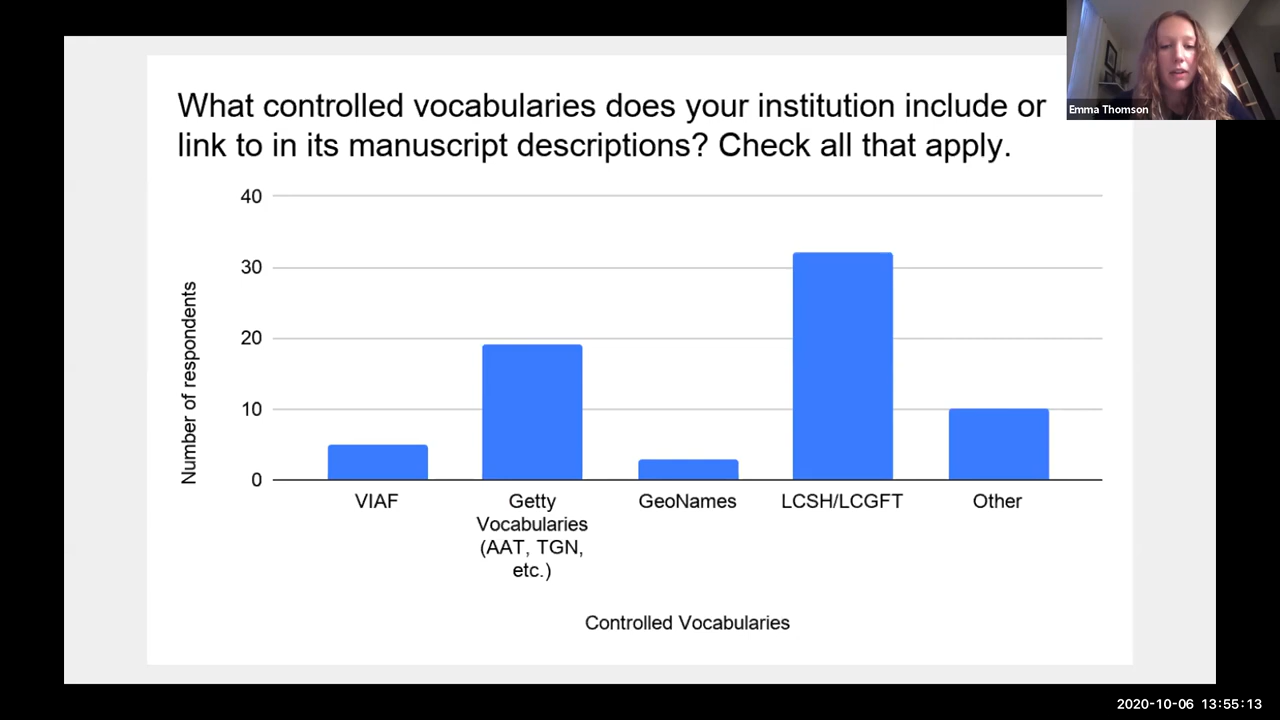 What controlled vocabularies does your institution include or
link to in its manuscript descriptions? Check all that apply.
Emma Thomson
Number of respondents
40
30
20
10
0
VIAF
Getty
Vocabularies
(AAT, TGN,
etc.)
GeoNames
LCSH/LCGFT
Other
Controlled Vocabularies
2020-10-06 13:55:13